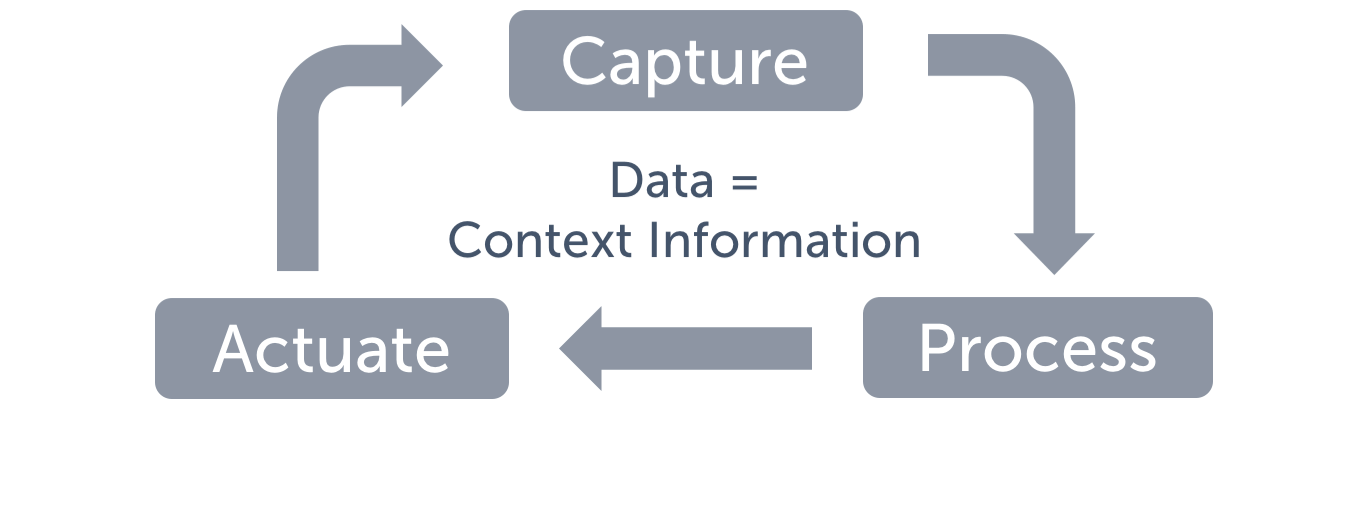 Capture
Data =
Context Information
Actuate
Process